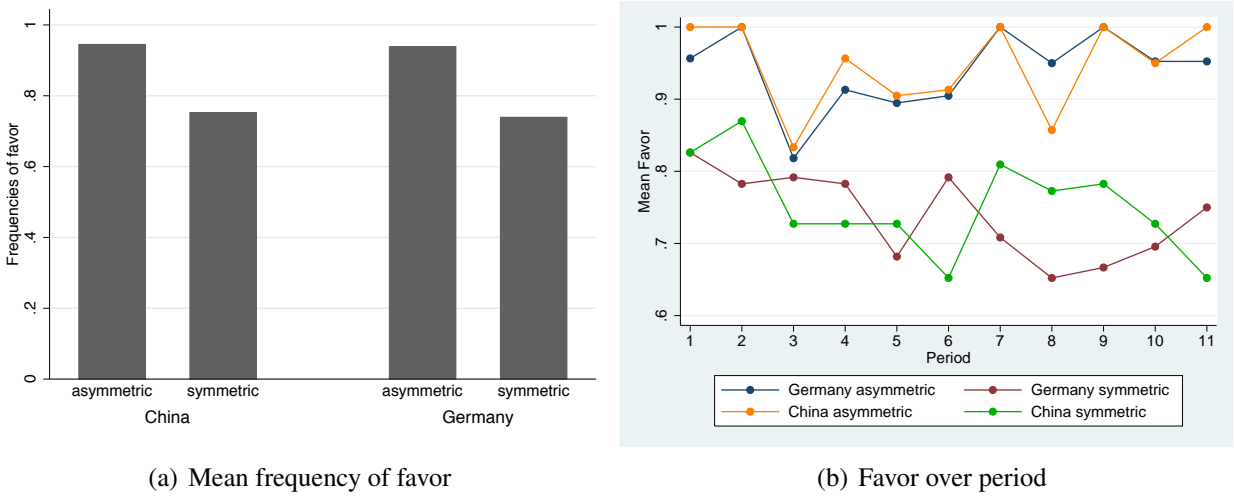 Frequencies of favor
1
.8
.6
.4
.2
0
asymmetric symmetric asymmetric symmetric
China Germany
(a) Mean frequency of favor
Mean Favor
1
.9
.8
.7
.6
1 2 3 4 5 6 7 8 9 10 11
Period
Germany asymmetric Germany symmetric
China asymmetric China symmetric
(b) Favor over period